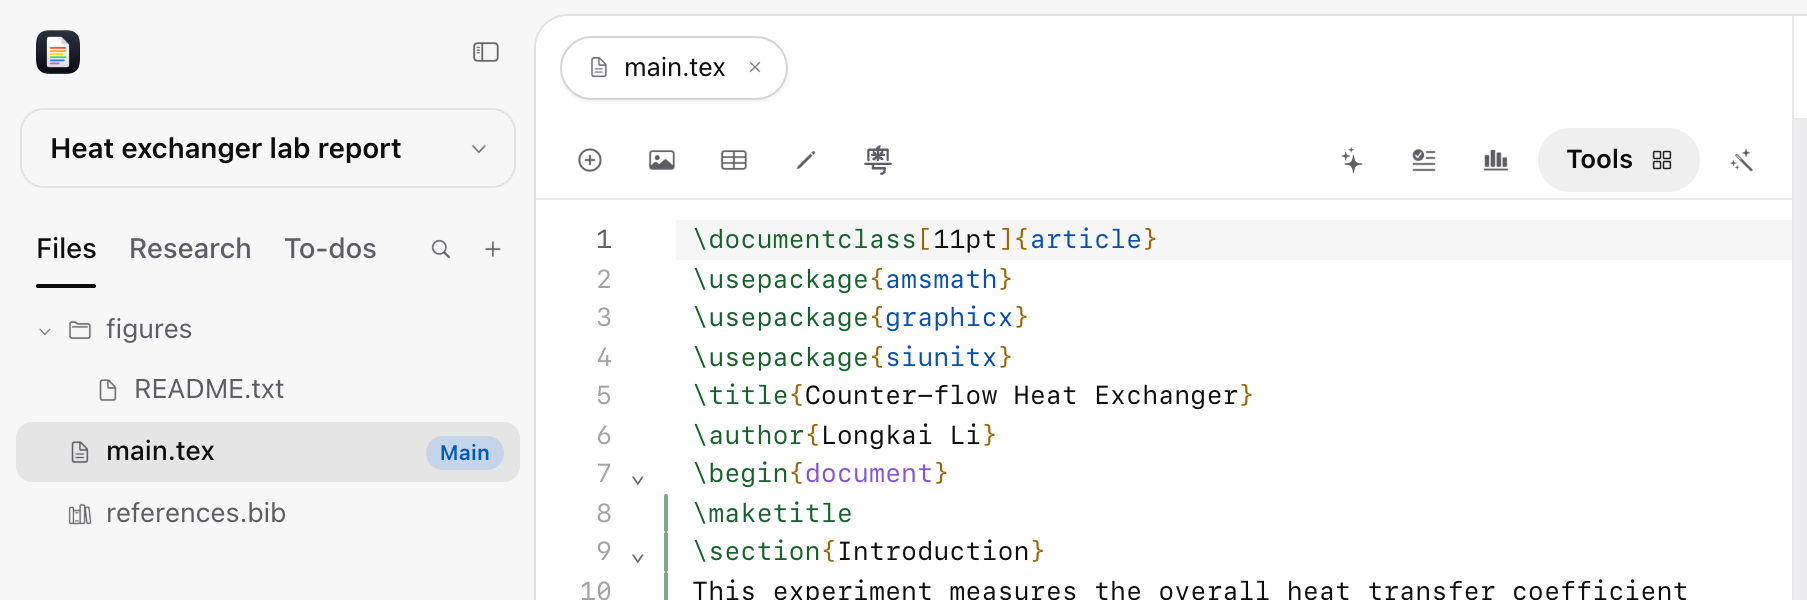 main.tex ×
Heat exchanger lab report
Tools
Files Research To-dos
figures
README.txt
main.tex Main
references.bib
1 \documentclass[11pt]{article}
2 \usepackage{amsmath}
3 \usepackage{graphicx}
4 \usepackage{siunitx}
5 \title{Counter-flow Heat Exchanger}
6 \author{Longkai Li}
7 \begin{document}
8 \maketitle
9 \section{Introduction}
10 This experiment measures the overall heat transfer coefficient